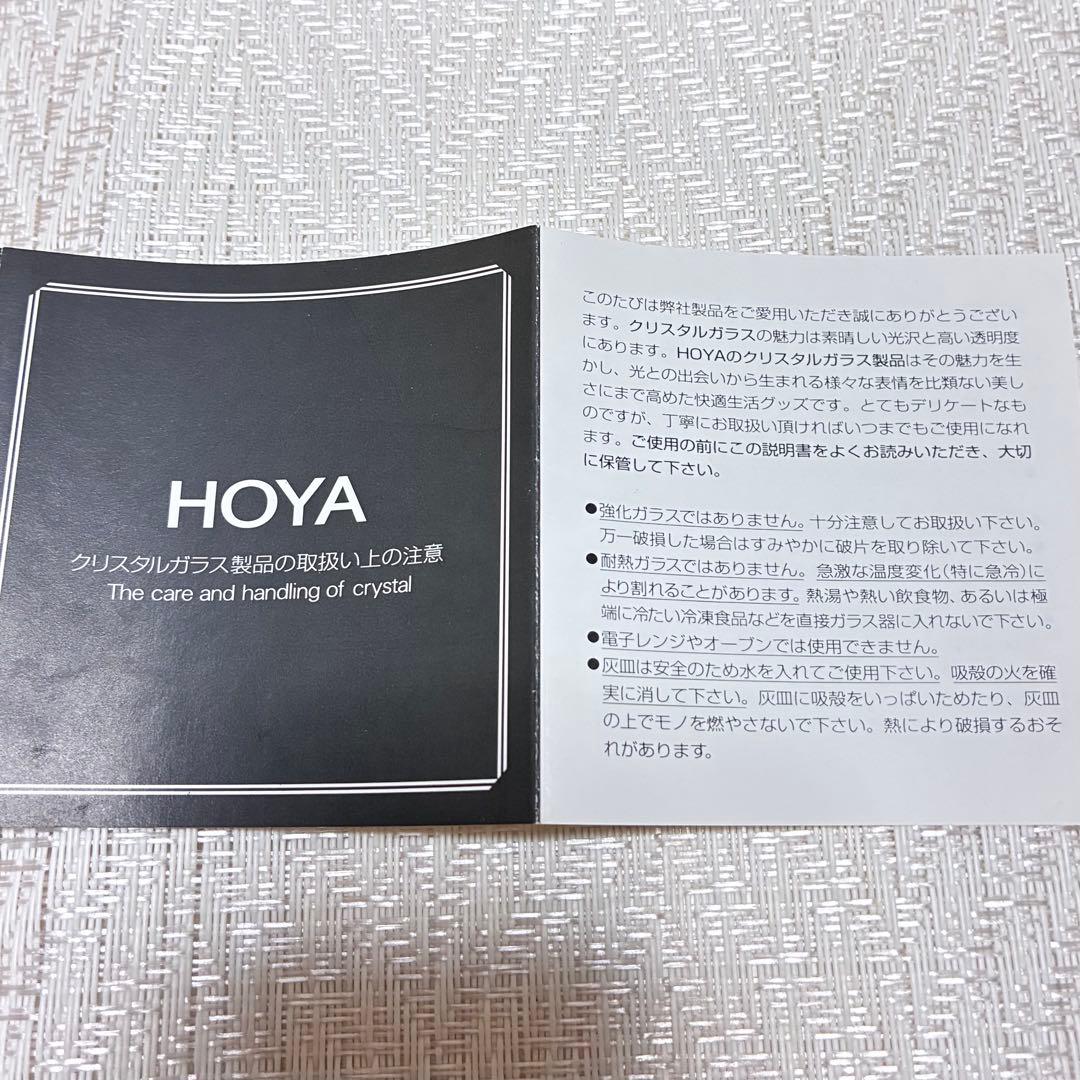 HOYA
クリスタルガラス製品の取扱い上の注意
The care and handling of crystal
このたびは弊社製品をご愛用いただき誠にありがとうござい
ます。クリスタルガラスの魅力は素晴しい光沢と高い透明度
にあります。HOYAのクリスタルガラス製品はその魅力を生
かし、光との出会いから生まれる様々な表情を比類ない美し
さにまで高めた快適生活グッズです。とてもデリケートなも
のですが、丁寧にお取扱い頂ければいつまでもご使用になれ
ます。ご使用の前にこの説明書をよくお読みいただき、大切
に保管して下さい。
●強化ガラスではありません。十分注意してお取扱い下さい。
万一破損した場合はすみやかに破片を取り除いて下さい。
●耐熱ガラスではありません。急激な温度変化(特に急冷)に
より割れることがあります。熱湯や熱い飲食物、あるいは極
端に冷たい冷凍食品などを直接ガラス器に入れないで下さい。
●電子レンジやオーブンでは使用できません。
●灰皿は安全のため水を入れてご使用下さい。吸殻の火を確
実に消して下さい。灰皿に吸殻をいっぱいためたり、灰皿
の上でモノを燃やさないで下さい。熱により破損するおそ
れがあります。